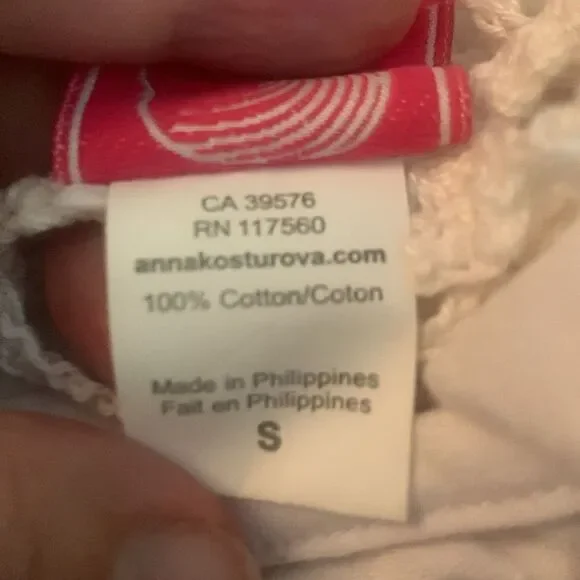 CA 39576
RN 117560
annakosturova.com
100% Cotton/Coton
Made in Philippines
Fait en Philippines
S